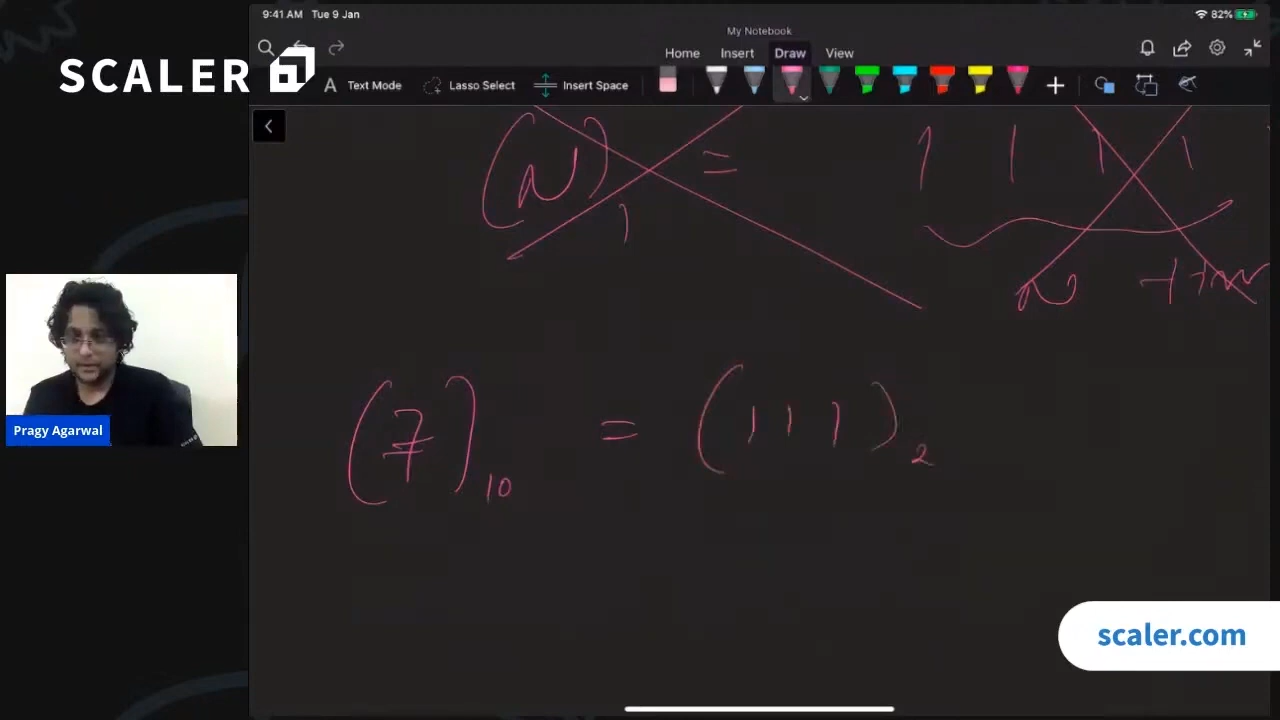 9:41 AM Tue 9 Jan
82%
My Notebook
SCALER
Home Insert Draw View
A Text Mode Lasso Select Insert Space
(N)1 = 1 1 1 1
N
(7)10 = (111)2
Pragy Agarwal
scaler.com